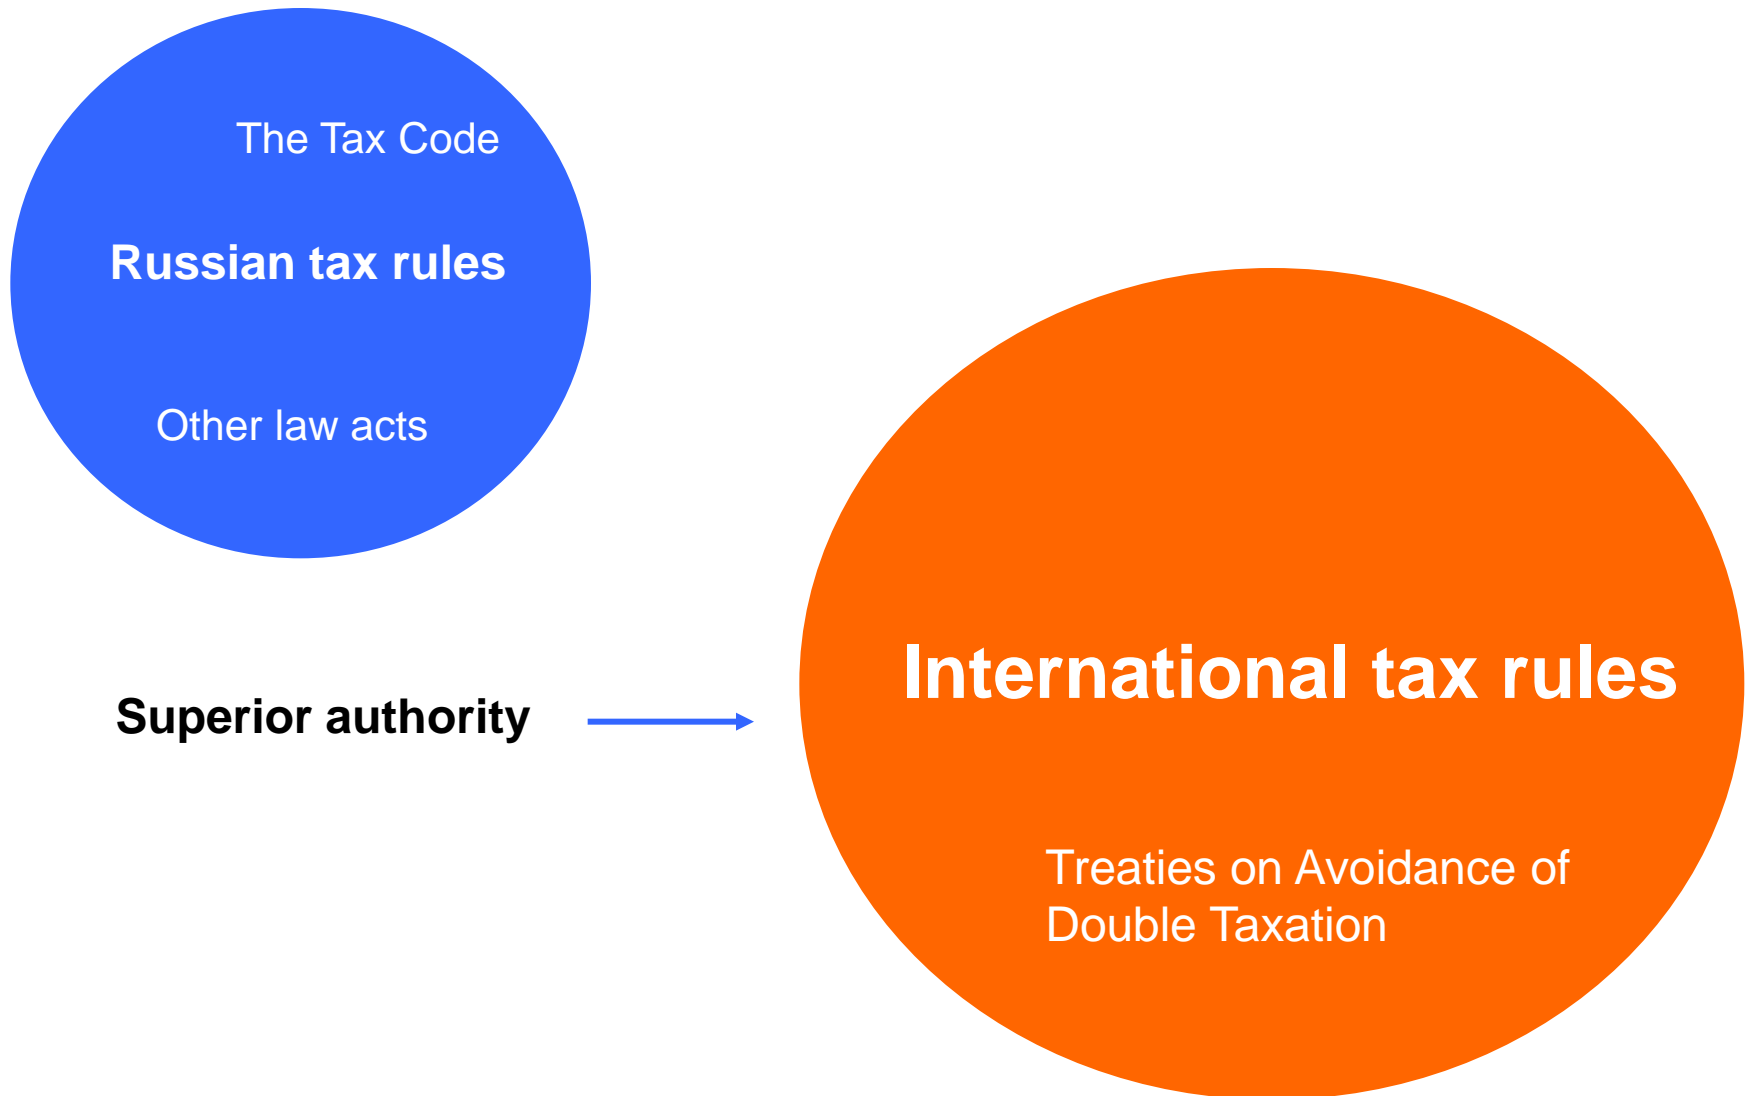 The Tax Code
Russian tax rules
Other law acts
Superior authority
International tax rules
Treaties on Avoidance of
Double Taxation